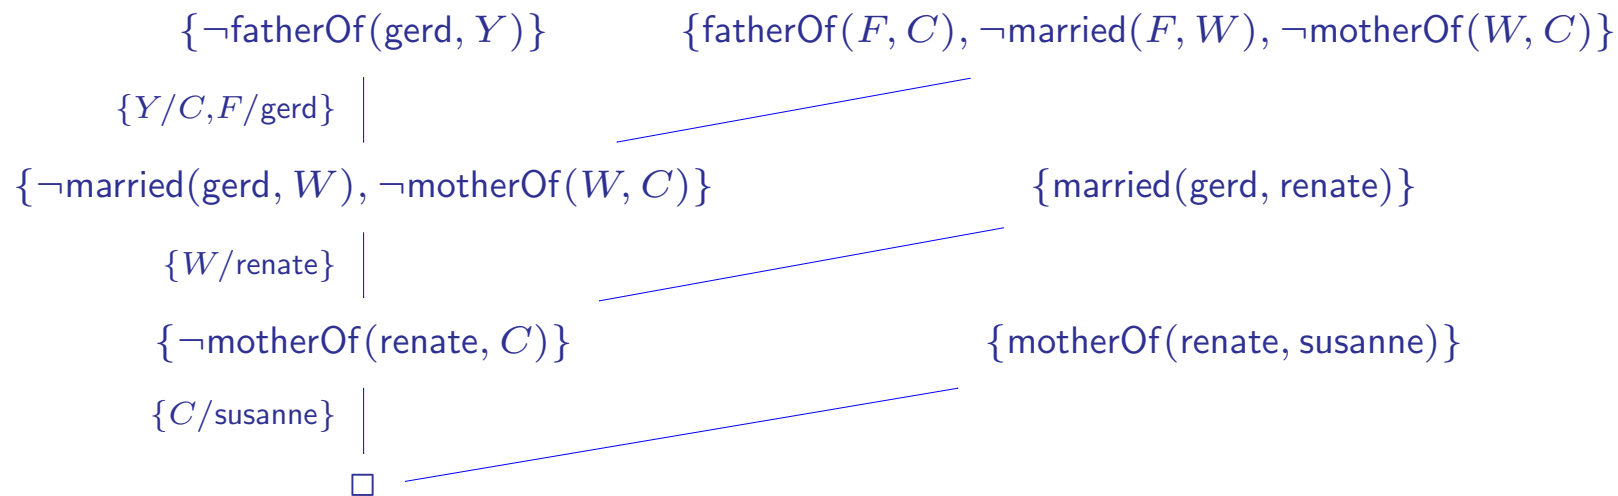 {¬fatherOf(gerd, Y)} {fatherOf(F, C), ¬married(F, W), ¬motherOf(W, C)}
{Y/C,F/gerd}
{¬married(gerd, W), ¬motherOf(W, C)} {married(gerd, renate)}
{W/renate}
{¬motherOf(renate, C)} {motherOf(renate, susanne)}
{C/susanne}
□